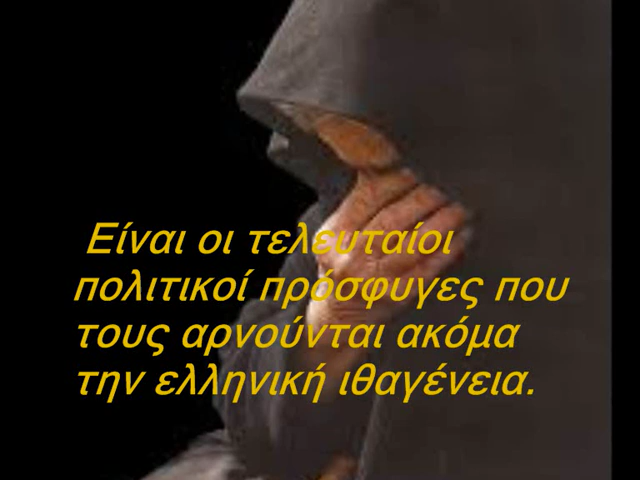 Είναι οι τελευταίοι
πολιτικοί πρόσφυγες που
τους αρνούνται ακόμα
την ελληνική ιθαγένεια.